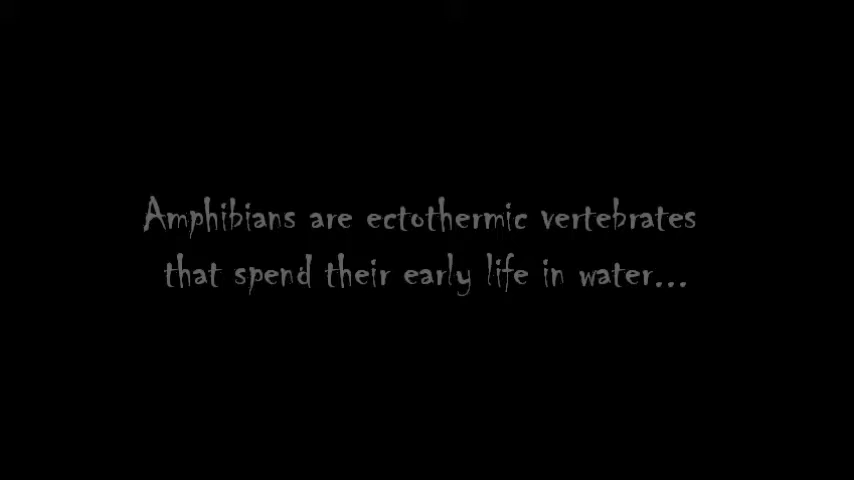 Amphibians are ectothermic vertebrates
that spend their early life in water...